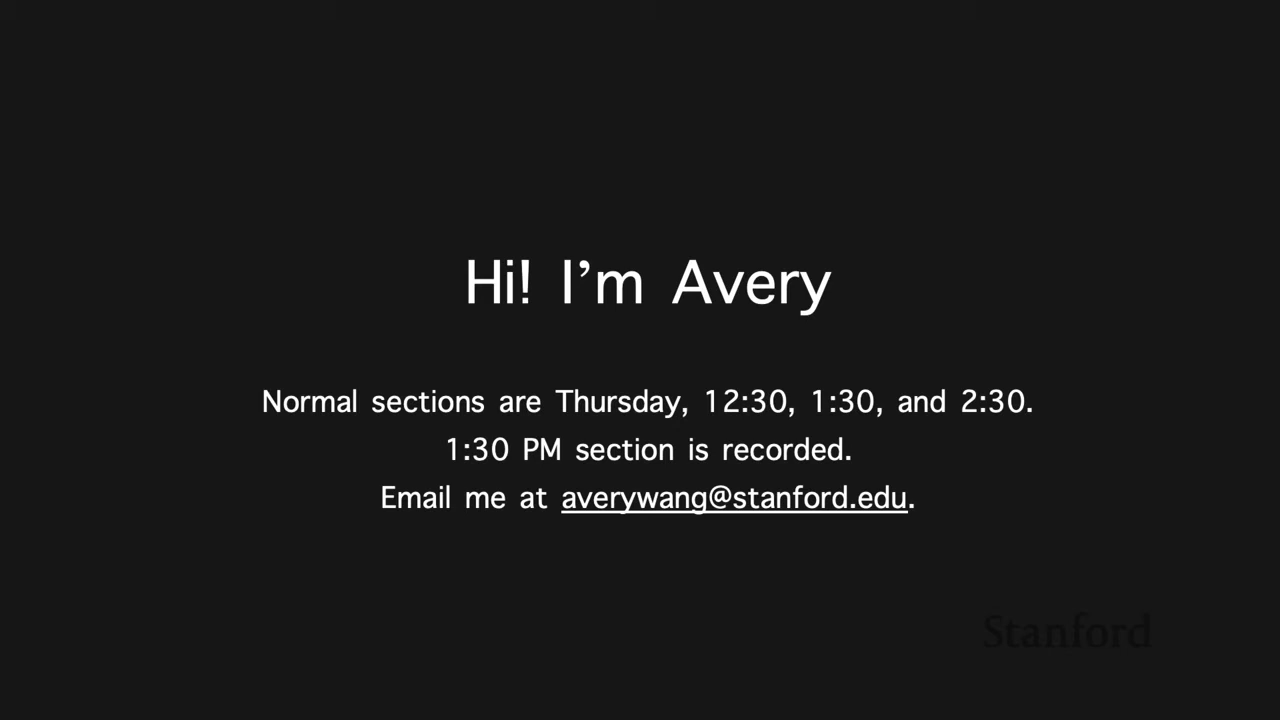 Hi! I’m Avery
Normal sections are Thursday, 12:30, 1:30, and 2:30.
1:30 PM section is recorded.
Email me at averywang@stanford.edu.
Stanford